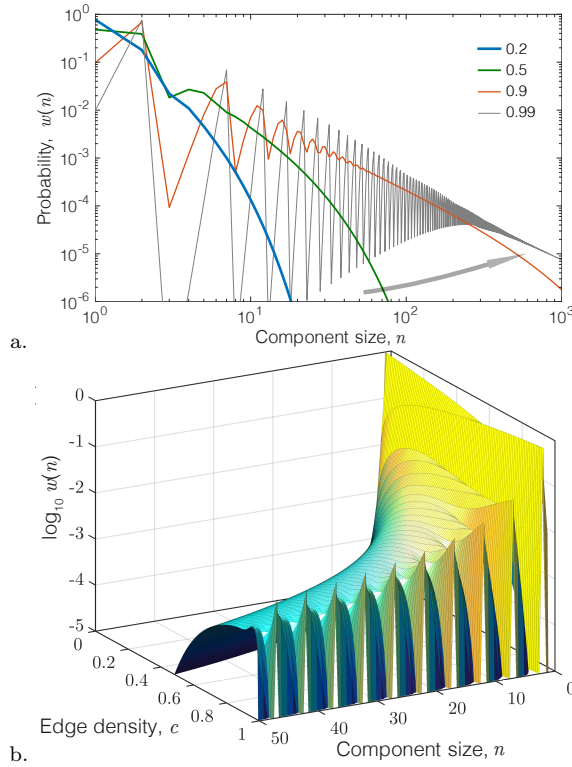 10^0
10^-1
10^-2
10^-3
10^-4
10^-5
10^-6
Probability, w(n)
0.2
0.5
0.9
0.99
10^0 10^1 10^2 10^3
Component size, n
a.
0
-1
-2
-3
-4
-5
log10 w(n)
0
0.2
0.4
0.6
0.8
1
Edge density, c
50 40 30 20 10 0
Component size, n
b.